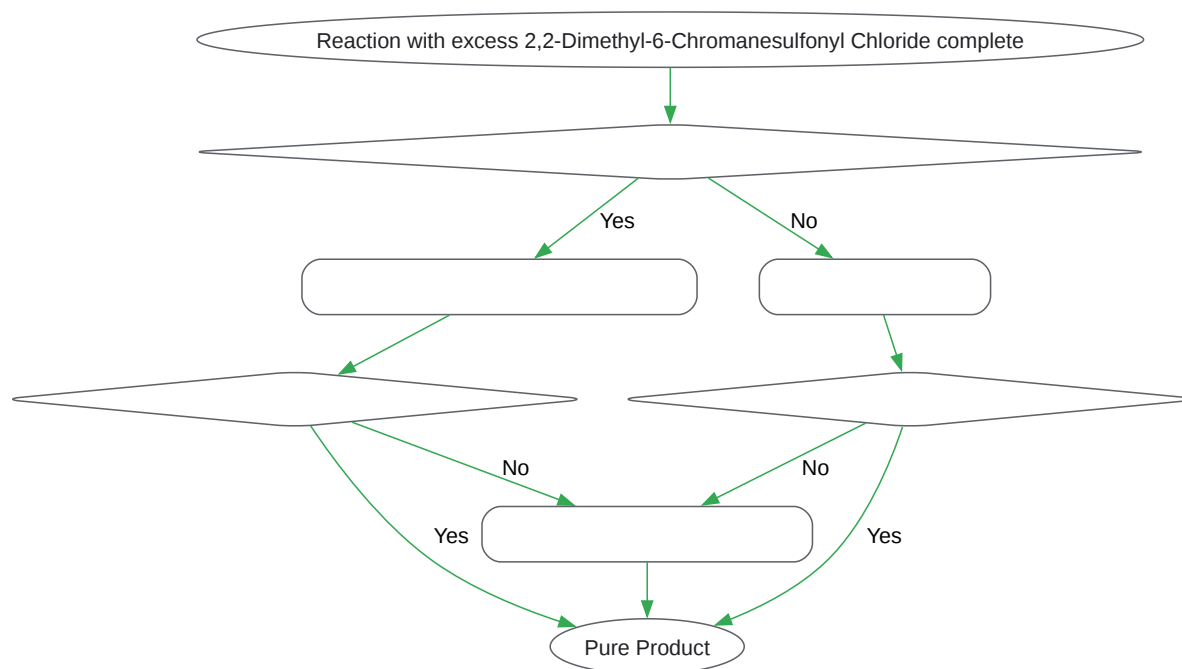 Reaction with excess 2,2-Dimethyl-6-Chromanesulfonyl Chloride complete
Yes
No
No
No
Yes
Yes
Pure Product